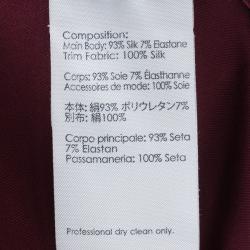 Composition:
Main Body: 93% Silk 7% Elastane
Trim Fabric: 100% Silk
Corps: 93% Soie 7% Élasthanne
Accessoires de mode: 100% Soie
本体: 絹93% ポリウレタン7%
別布: 絹100%
Corpo principale: 93% Seta
7% Elastan
Passamaneria: 100% Seta
Professional dry clean only.